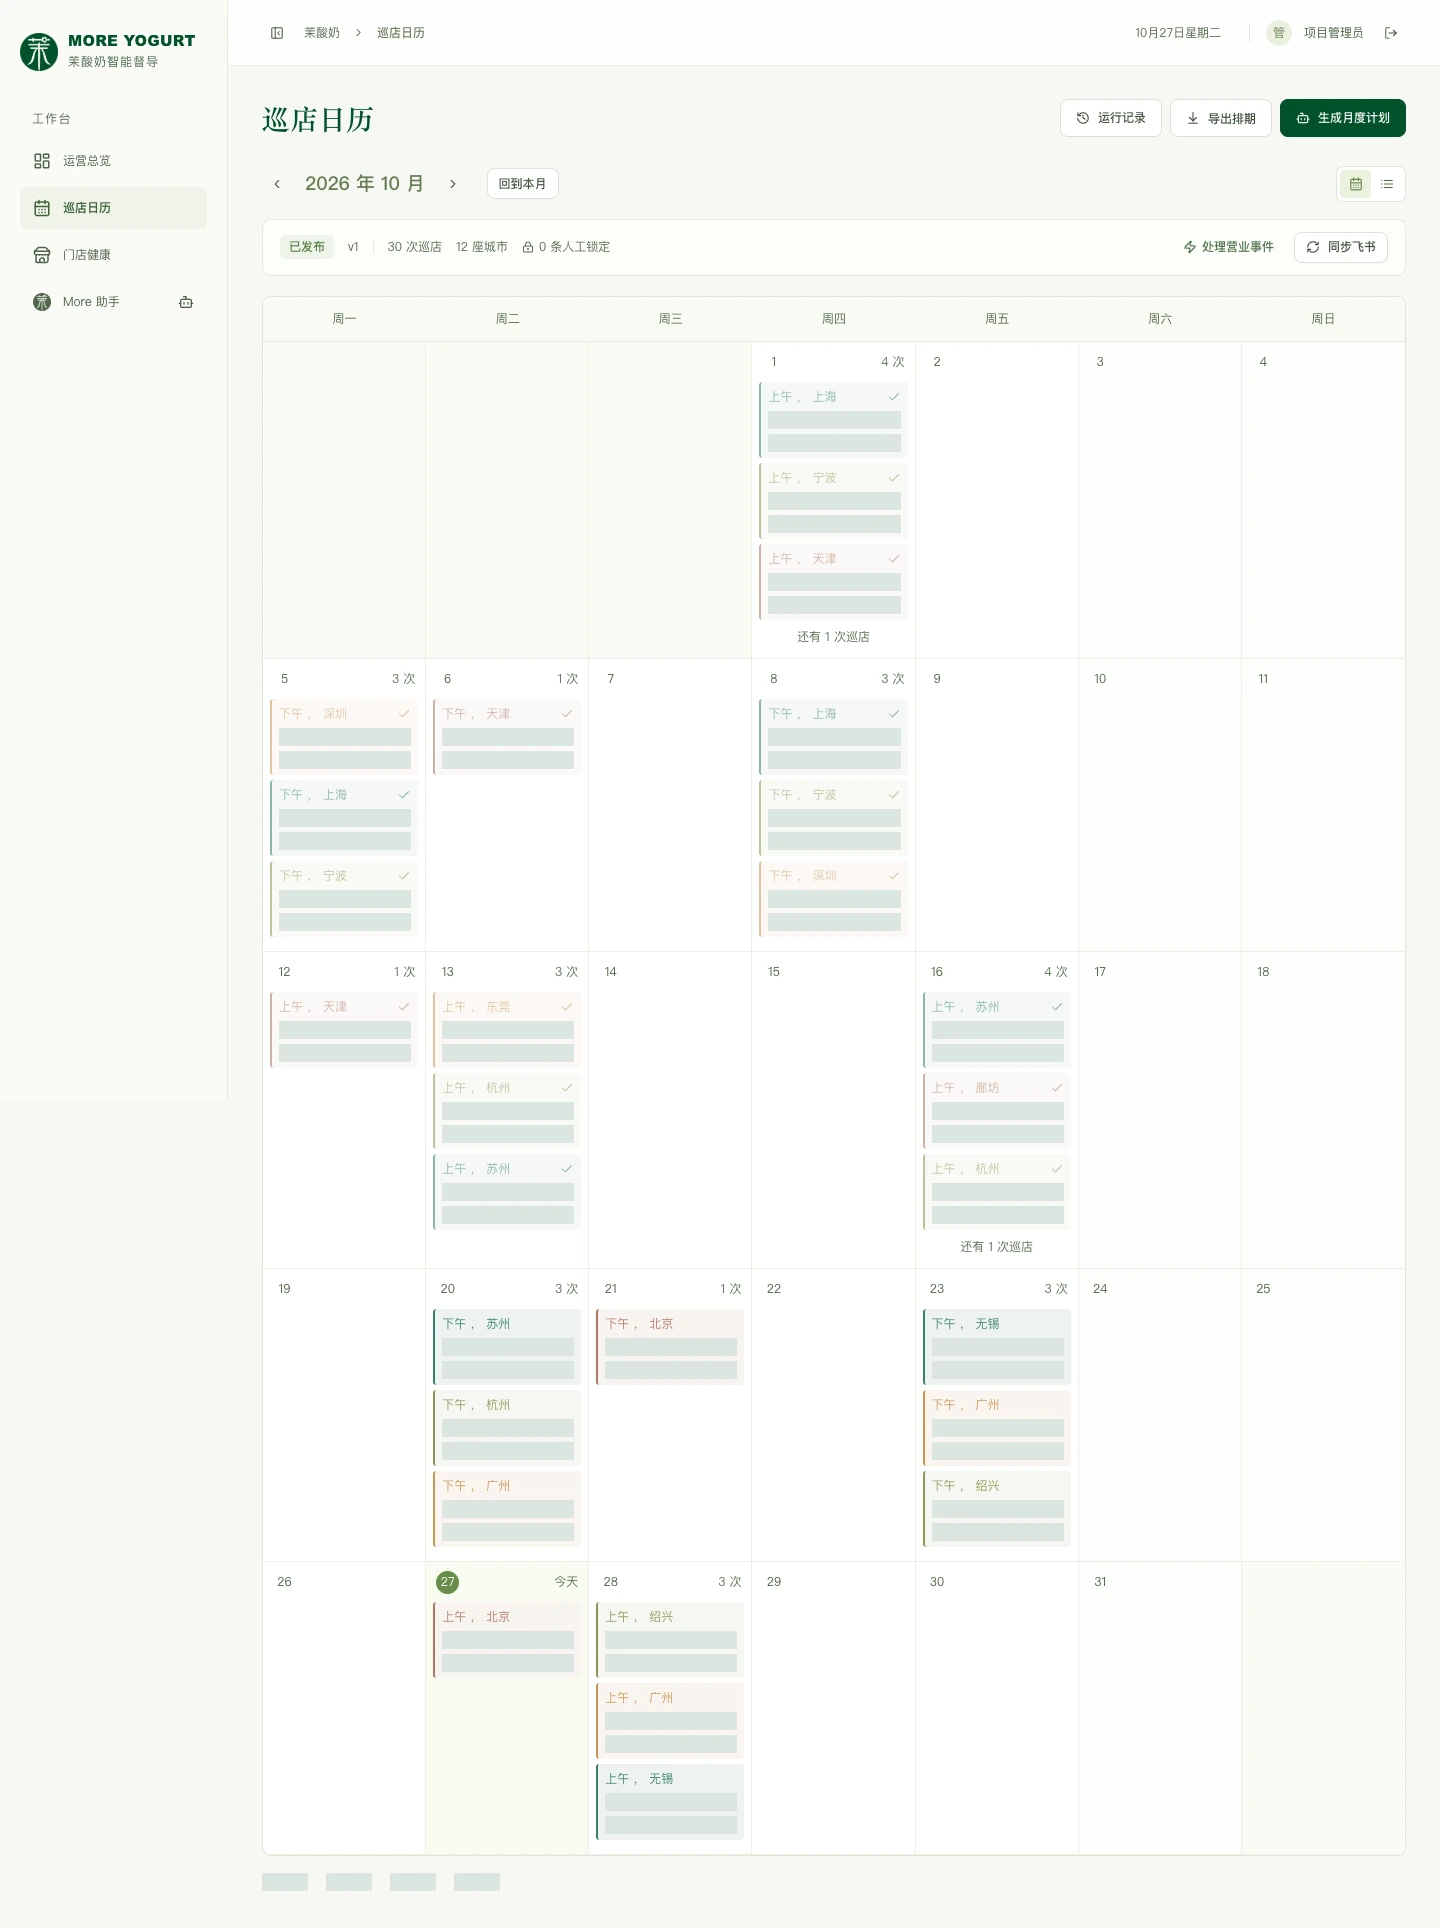 MORE YOGURT
茉酸奶智能督导
工作台
运营总览
巡店日历
门店健康
More 助手
茉酸奶 > 巡店日历
10月27日星期二
管 项目管理员
巡店日历
运行记录
导出排期
生成月度计划
2026 年 10 月
回到本月
已发布 v1 30 次巡店 12 座城市 0 条人工锁定
处理营业事件
同步飞书
周一 周二 周三 周四 周五 周六 周日
1 4 次
上午， 上海
上午， 宁波
上午， 天津
还有 1 次巡店
2
3
4
5 3 次
下午， 深圳
下午， 上海
下午， 宁波
6 1 次
下午， 天津
7
8 3 次
下午， 上海
下午， 宁波
下午， 深圳
9
10
11
12 1 次
上午， 天津
13 3 次
上午， 东莞
上午， 杭州
上午， 苏州
14
15
16 4 次
上午， 苏州
上午， 廊坊
上午， 杭州
还有 1 次巡店
17
18
19
20 3 次
下午， 苏州
下午， 杭州
下午， 广州
21 1 次
下午， 北京
22
23 3 次
下午， 无锡
下午， 广州
下午， 绍兴
24
25
26
27 今天
上午， 北京
28 3 次
上午， 绍兴
上午， 广州
上午， 无锡
29
30
31